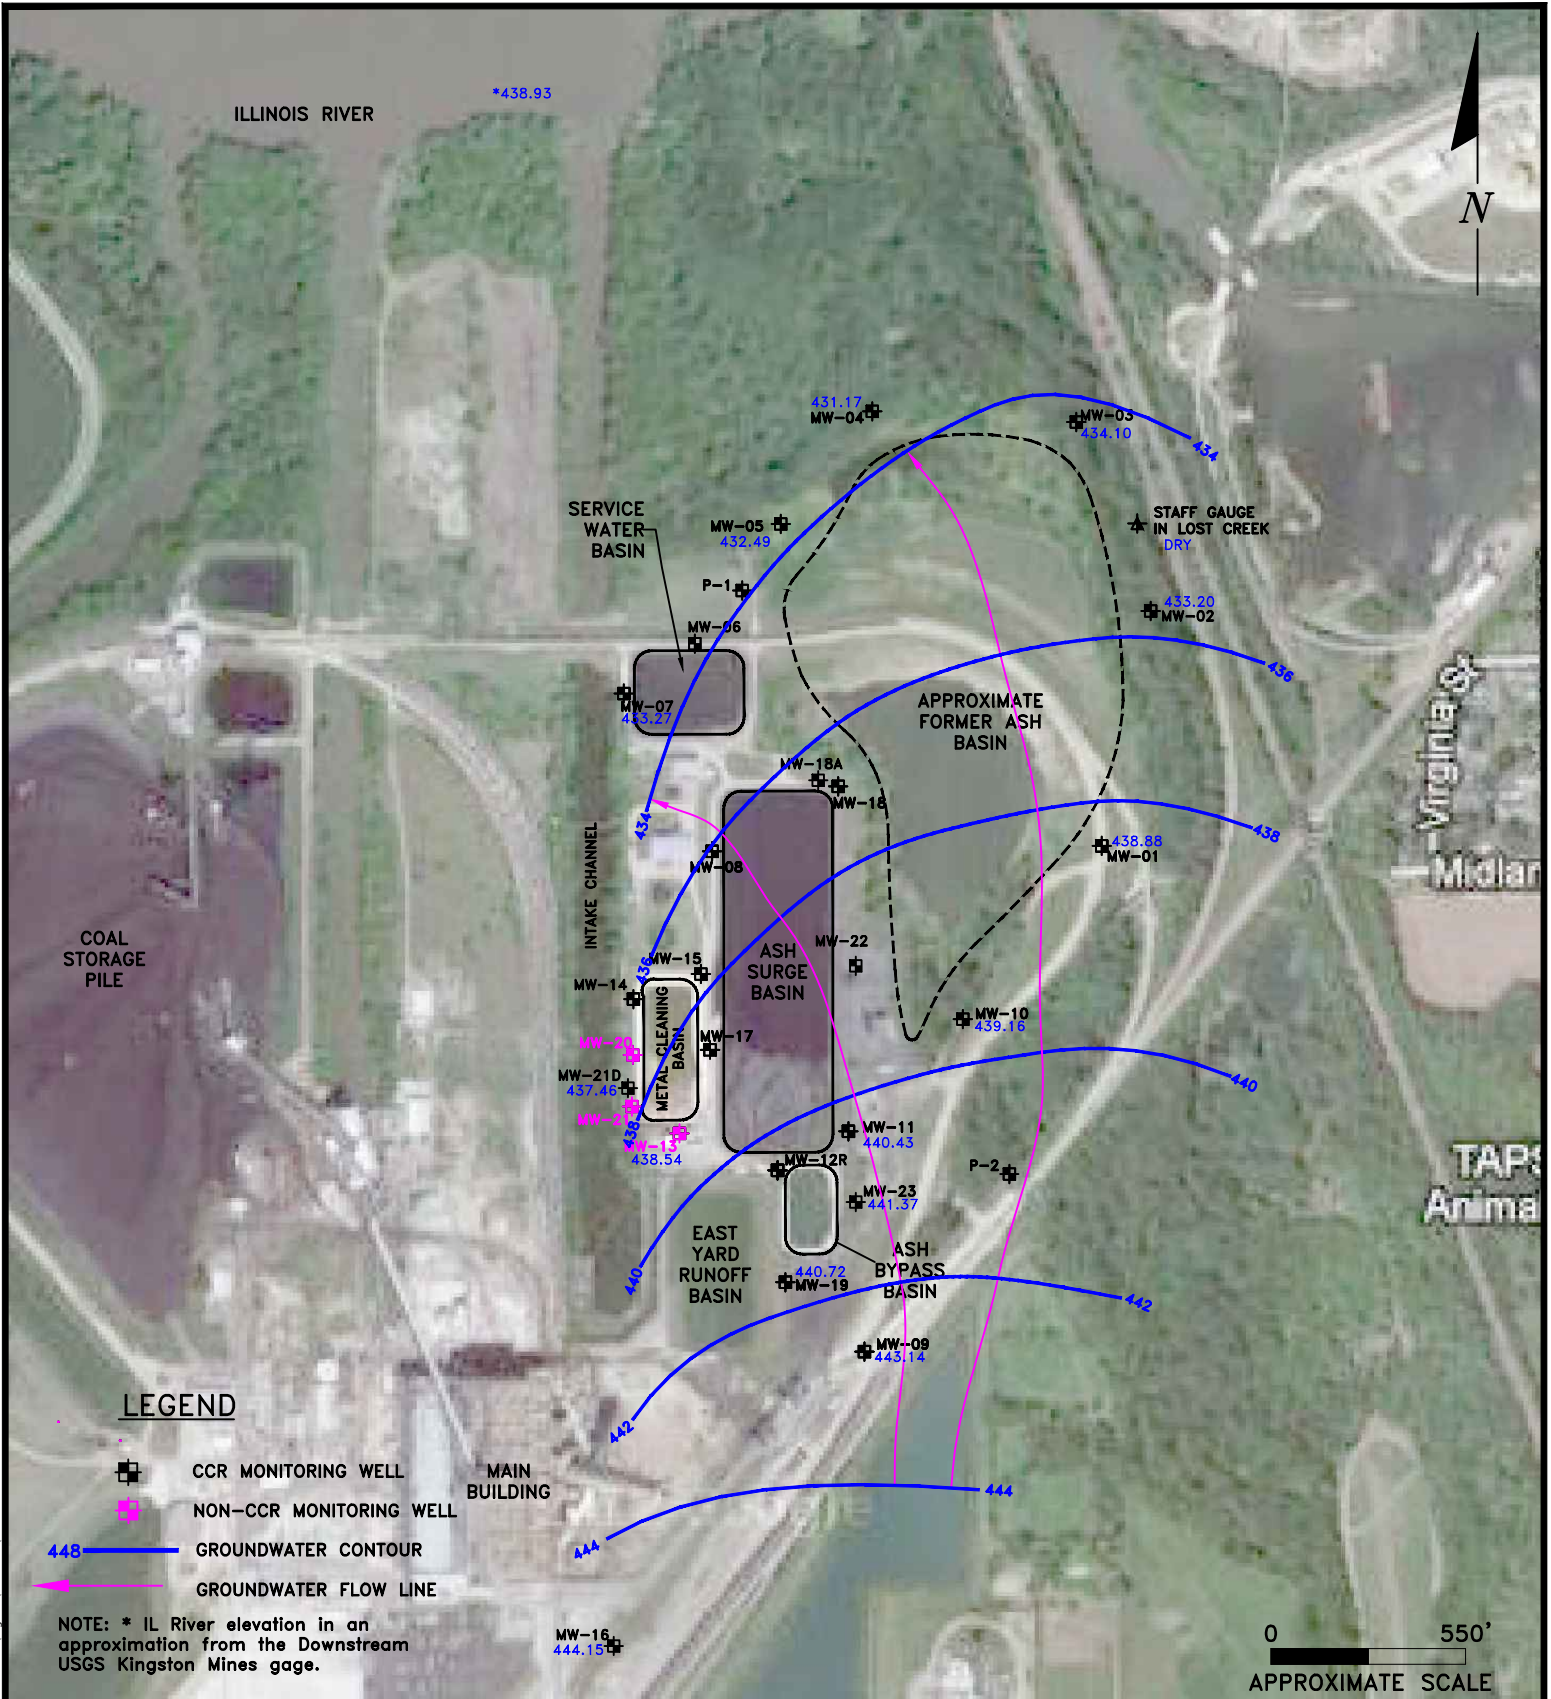 *438.93
ILLINOIS RIVER
N
431.17
MW-04
MW-03
434.10
434
SERVICE
WATER
BASIN
MW-05
432.49
STAFF GAUGE
IN LOST CREEK
DRY
P-1
433.20
MW-02
MW-06
436
MW-07
433.27
APPROXIMATE
FORMER ASH
BASIN
Virginia St
MW-18A
MW-18
434
438
438.88
MW-01
MW-08
Midlan
INTAKE CHANNEL
COAL
STORAGE
PILE
MW-22
ASH
SURGE
BASIN
436
MW-15
MW-14
METAL CLEANING
BASIN
MW-10
439.16
MW-17
MW-20
MW-21D
437.46
440
MW-21
438
MW-13
438.54
MW-11
440.43
MW-12R
P-2
TAPS
Anima
MW-23
441.37
EAST
YARD
RUNOFF
BASIN
ASH
BYPASS
BASIN
440
440.72
MW-19
442
MW-09
443.14
LEGEND
442
CCR MONITORING WELL
MAIN
BUILDING
444
NON-CCR MONITORING WELL
448
GROUNDWATER CONTOUR
444
GROUNDWATER FLOW LINE
NOTE: * IL River elevation in an
approximation from the Downstream
USGS Kingston Mines gage.
MW-16
444.15
0 550'
APPROXIMATE SCALE